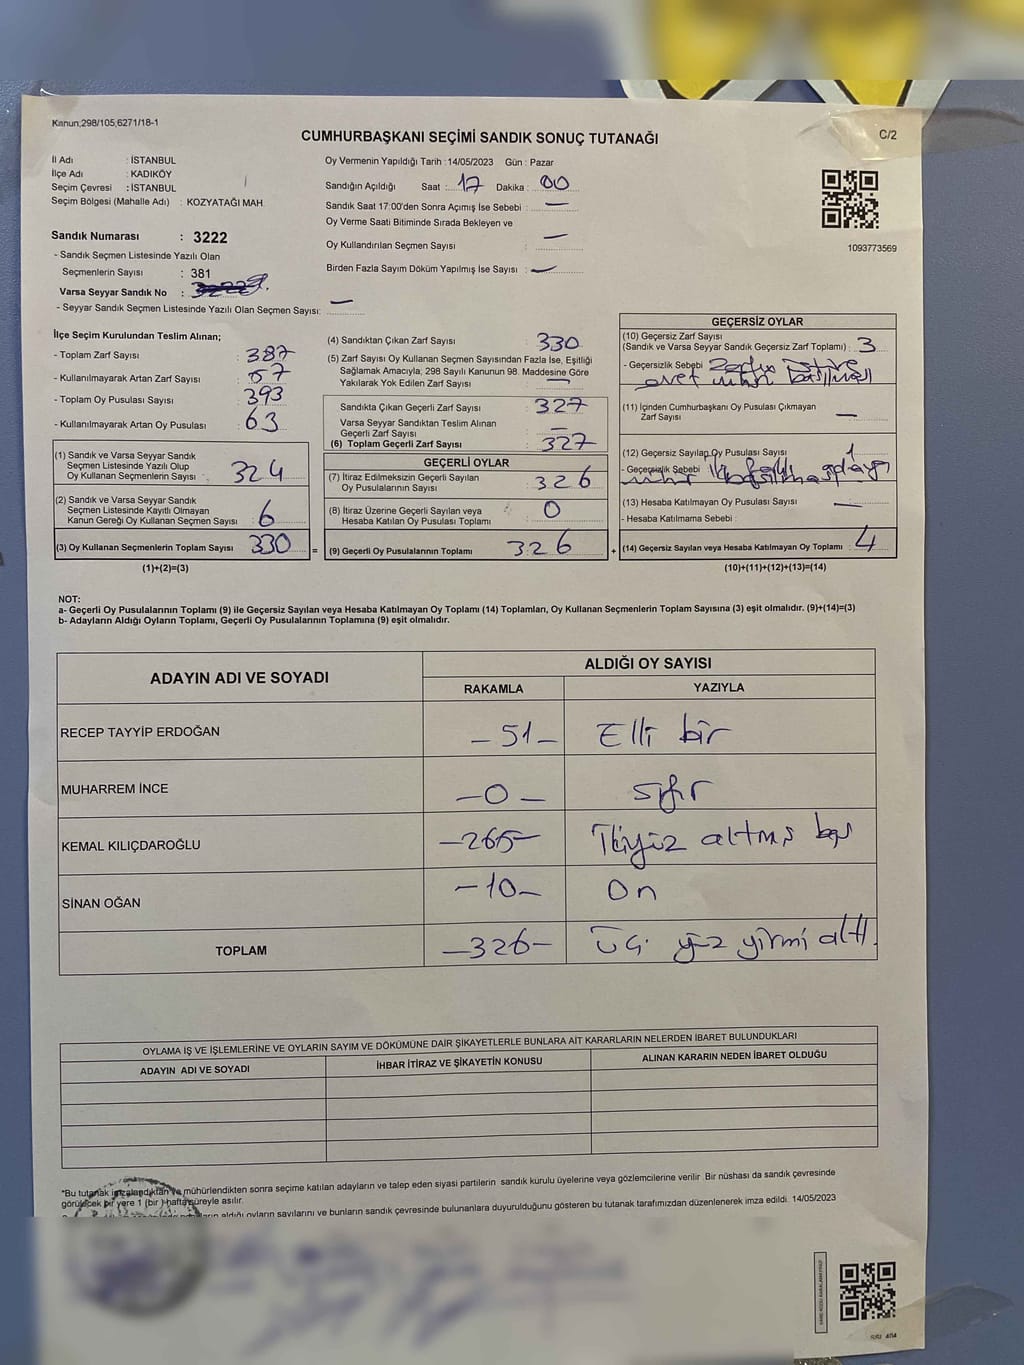 Kanun;298/105,6271/18-1
CUMHURBAŞKANI SEÇİMİ SANDIK SONUÇ TUTANAĞI
C/2
İl Adı : İSTANBUL
İlçe Adı : KADIKÖY
Seçim Çevresi : İSTANBUL
Seçim Bölgesi (Mahalle Adı) : KOZYATAĞI MAH.
Oy Vermenin Yapıldığı Tarih : 14/05/2023 Gün : Pazar
Sandığın Açıldığı Saat : 17 Dakika : 00
Sandık Saat 17:00'den Sonra Açımış İse Sebebi : —
Oy Verme Saati Bitiminde Sırada Bekleyen ve
Oy Kullandırılan Seçmen Sayısı : —
Birden Fazla Sayım Döküm Yapılmış İse Sayısı : —
1093773569
Sandık Numarası : 3222
- Sandık Seçmen Listesinde Yazılı Olan
Seçmenlerin Sayısı : 381
Varsa Seyyar Sandık No :
- Seyyar Sandık Seçmen Listesinde Yazılı Olan Seçmen Sayısı: —
İlçe Seçim Kurulundan Teslim Alınan;
- Toplam Zarf Sayısı : 387
- Kullanılmayarak Artan Zarf Sayısı : 57
- Toplam Oy Pusulası Sayısı : 393
- Kullanılmayarak Artan Oy Pusulası : 63
(1) Sandık ve Varsa Seyyar Sandık
Seçmen Listesinde Yazılı Olup
Oy Kullanan Seçmenlerin Sayısı : 324
(2) Sandık ve Varsa Seyyar Sandık
Seçmen Listesinde Kayıtlı Olmayan
Kanun Gereği Oy Kullanan Seçmen Sayısı : 6
(3) Oy Kullanan Seçmenlerin Toplam Sayısı : 330
(1)+(2)=(3)
(4) Sandıktan Çıkan Zarf Sayısı : 330
(5) Zarf Sayısı Oy Kullanan Seçmen Sayısından Fazla İse, Eşitliği
Sağlamak Amacıyla; 298 Sayılı Kanunun 98. Maddesine Göre
Yakılarak Yok Edilen Zarf Sayısı : —
Sandıkta Çıkan Geçerli Zarf Sayısı : 327
Varsa Seyyar Sandıktan Teslim Alınan
Geçerli Zarf Sayısı : —
(6) Toplam Geçerli Zarf Sayısı : 327
GEÇERLİ OYLAR
(7) İtiraz Edilmeksizin Geçerli Sayılan
Oy Pusulalarının Sayısı : 326
(8) İtiraz Üzerine Geçerli Sayılan veya
Hesaba Katılan Oy Pusulası Toplamı : 0
= (9) Geçerli Oy Pusulalarının Toplamı : 326 +
GEÇERSİZ OYLAR
(10) Geçersiz Zarf Sayısı
(Sandık ve Varsa Seyyar Sandık Geçersiz Zarf Toplamı) : 3
- Geçersizlik Sebebi
evet
(11) İçinden Cumhurbaşkanı Oy Pusulası Çıkmayan
Zarf Sayısı : —
(12) Geçersiz Sayılan Oy Pusulası Sayısı : 1
- Geçersizlik Sebebi
(13) Hesaba Katılmayan Oy Pusulası Sayısı : —
- Hesaba Katılmama Sebebi :
(14) Geçersiz Sayılan veya Hesaba Katılmayan Oy Toplamı : 4
(10)+(11)+(12)+(13)=(14)
NOT:
a- Geçerli Oy Pusulalarının Toplamı (9) ile Geçersiz Sayılan veya Hesaba Katılmayan Oy Toplamı (14) Toplamları, Oy Kullanan Seçmenlerin Toplam Sayısına (3) eşit olmalıdır. (9)+(14)=(3)
b- Adayların Aldığı Oyların Toplamı, Geçerli Oy Pusulalarının Toplamına (9) eşit olmalıdır.
ADAYIN ADI VE SOYADI
ALDIĞI OY SAYISI
RAKAMLA YAZIYLA
RECEP TAYYİP ERDOĞAN –51– Elli bir
MUHARREM İNCE –0– sıfır
KEMAL KILIÇDAROĞLU –265– İkiyüz altmış beş
SİNAN OĞAN –10– On
TOPLAM –326– Üç yüz yirmi altı
OYLAMA İŞ VE İŞLEMLERİNE VE OYLARIN SAYIM VE DÖKÜMÜNE DAİR ŞİKAYETLERLE BUNLARA AİT KARARLARIN NELERDEN İBARET BULUNDUKLARI
ADAYIN ADI VE SOYADI İHBAR İTİRAZ VE ŞİKAYETİN KONUSU ALINAN KARARIN NEDEN İBARET OLDUĞU
*Bu tutanak imzalandıktan ve mühürlendikten sonra seçime katılan adayların ve talep eden siyasi partilerin sandık kurulu üyelerine veya gözlemcilerine verilir. Bir nüshası da sandık çevresinde
görülecek bir yere 1 (bir ) hafta süreyle asılır.
aldığı oyların sayılarını ve bunların sandık çevresinde bulunanlara duyurulduğunu gösteren bu tutanak tarafımızdan düzenlenerek imza edildi. 14/05/2023